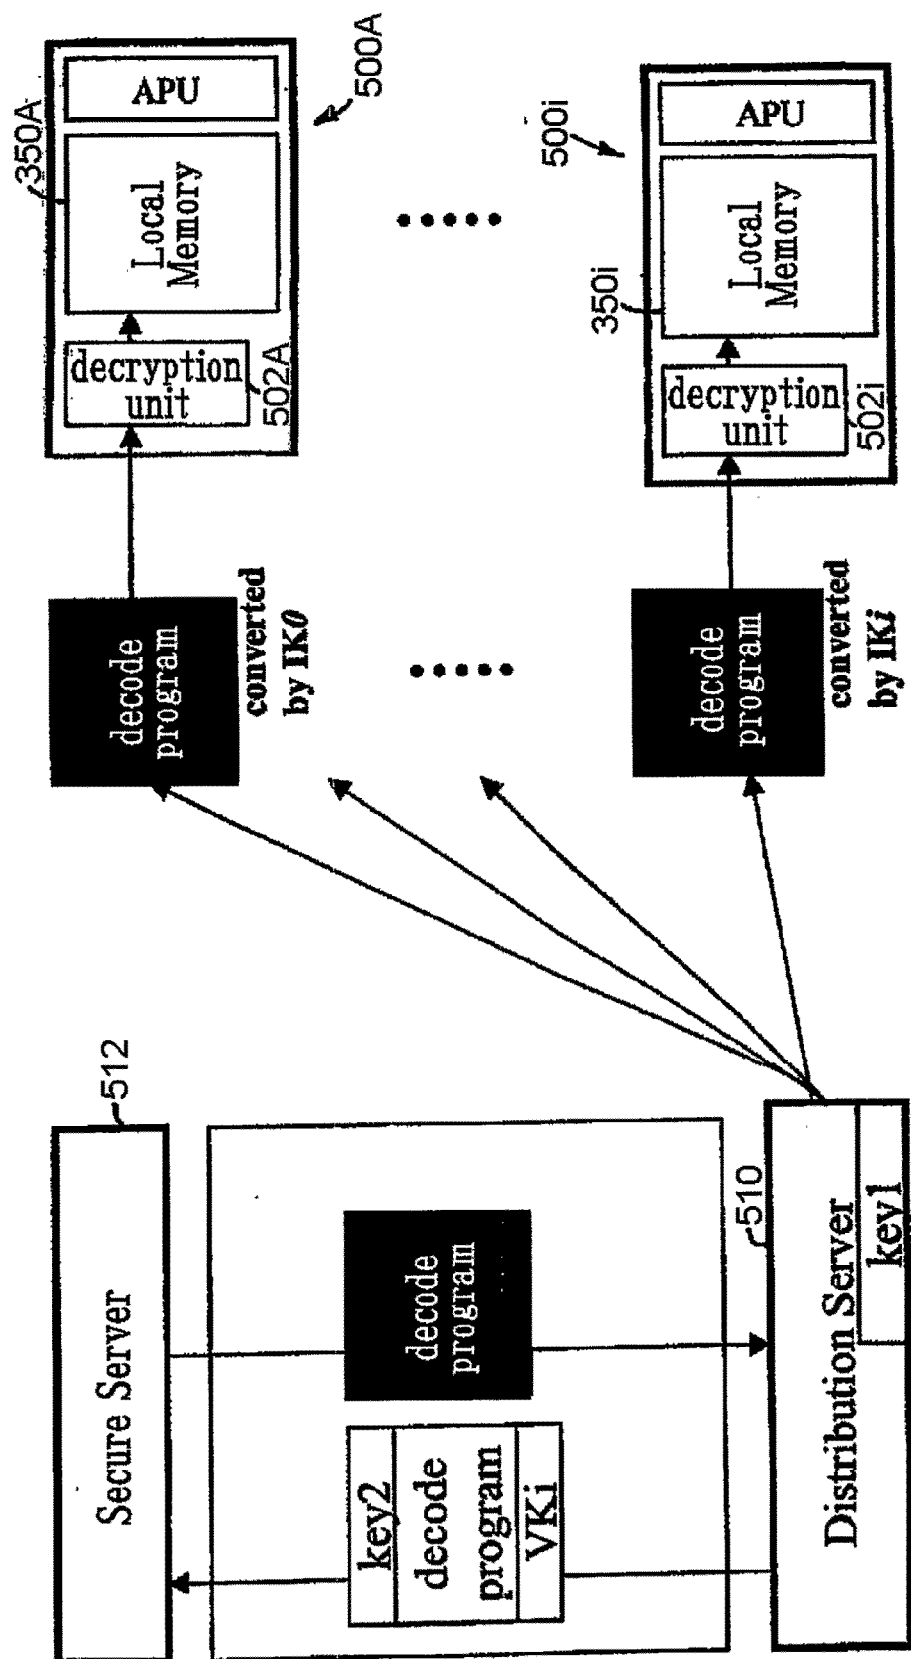 Secure Server
512
key2
decode
program
VKi
decode
program
510
Distribution Server
key1
decode
program
converted
by IK0
decode
program
converted
by IKi
decryption
unit
502A
Local
Memory
350A
APU
500A
decryption
unit
502i
Local
Memory
350i
APU
500i